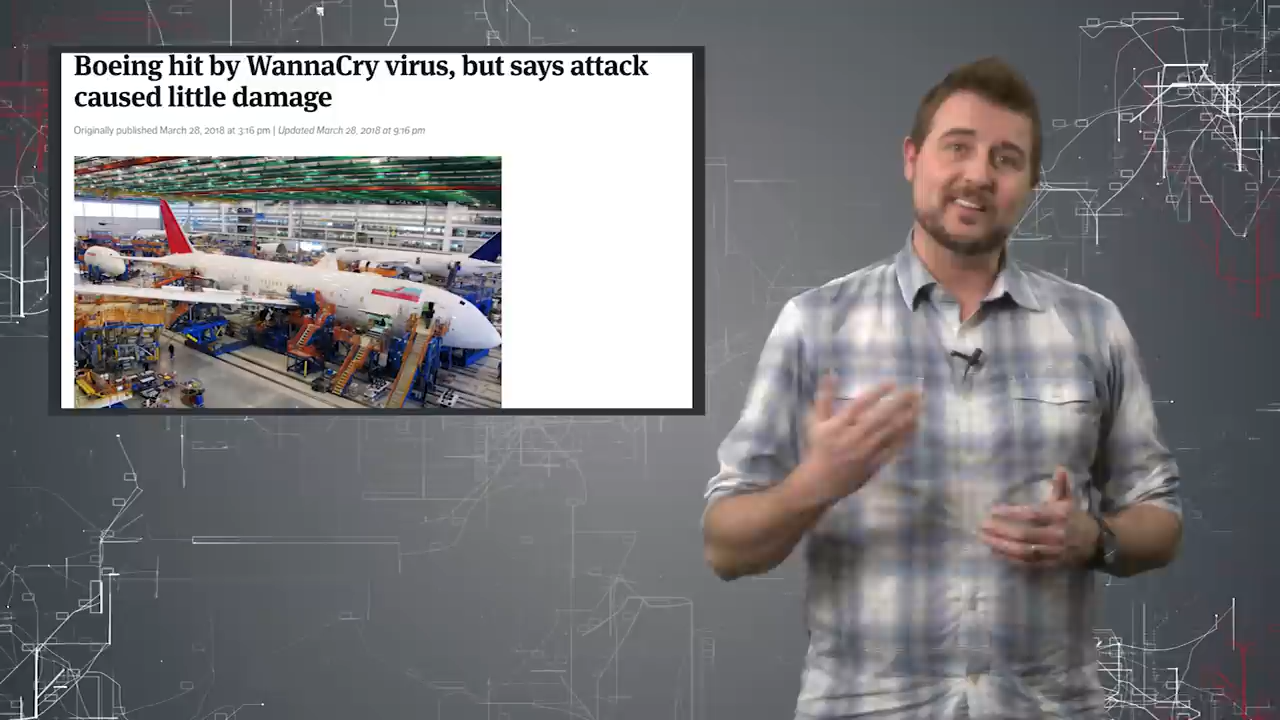 Boeing hit by WannaCry virus, but says attack
caused little damage
Originally published March 28, 2018 at 3:16 pm | Updated March 28, 2018 at 9:16 pm